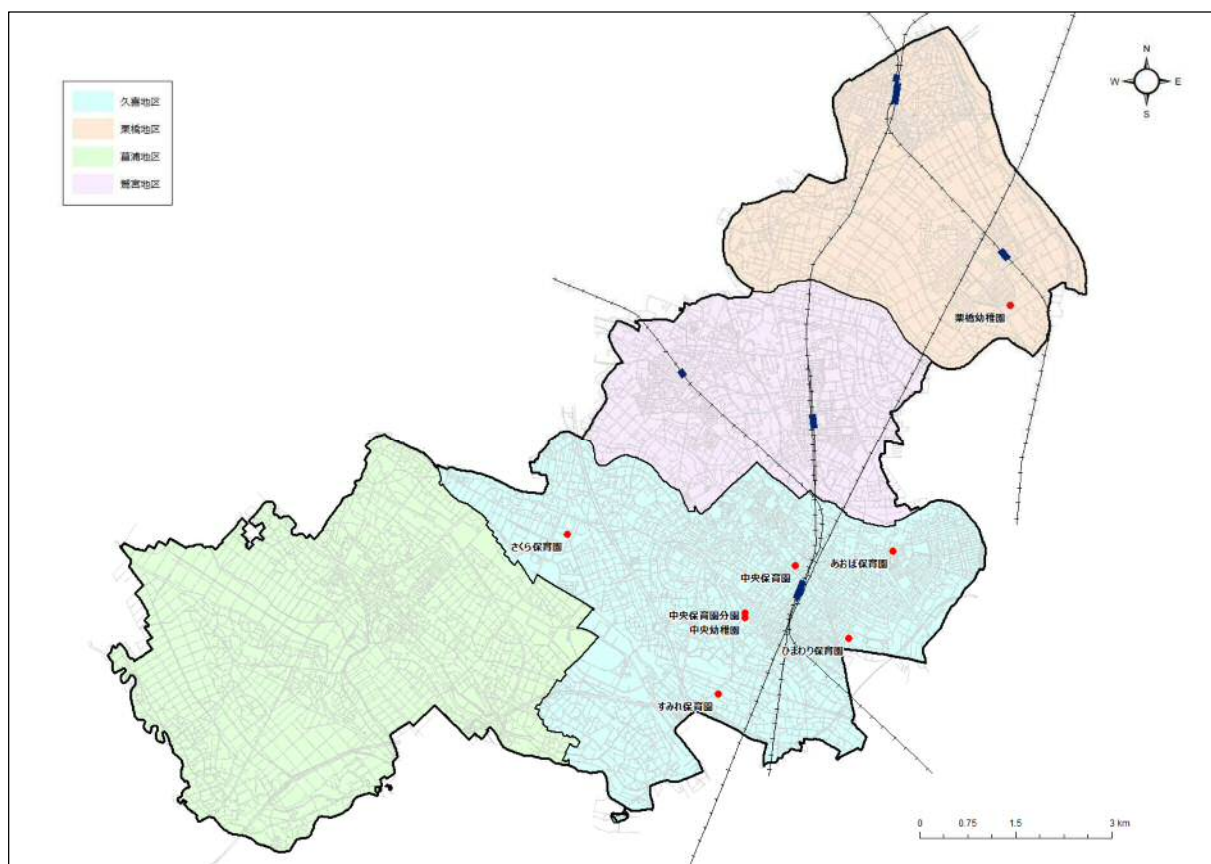 久喜地区
栗橋地区
菖蒲地区
鷲宮地区
N
W
E
S
栗橋幼稚園
さくら保育園
中央保育園
あおば保育園
中央保育園分園
中央幼稚園
ひまわり保育園
すみれ保育園
0 0.75 1.5 3 km